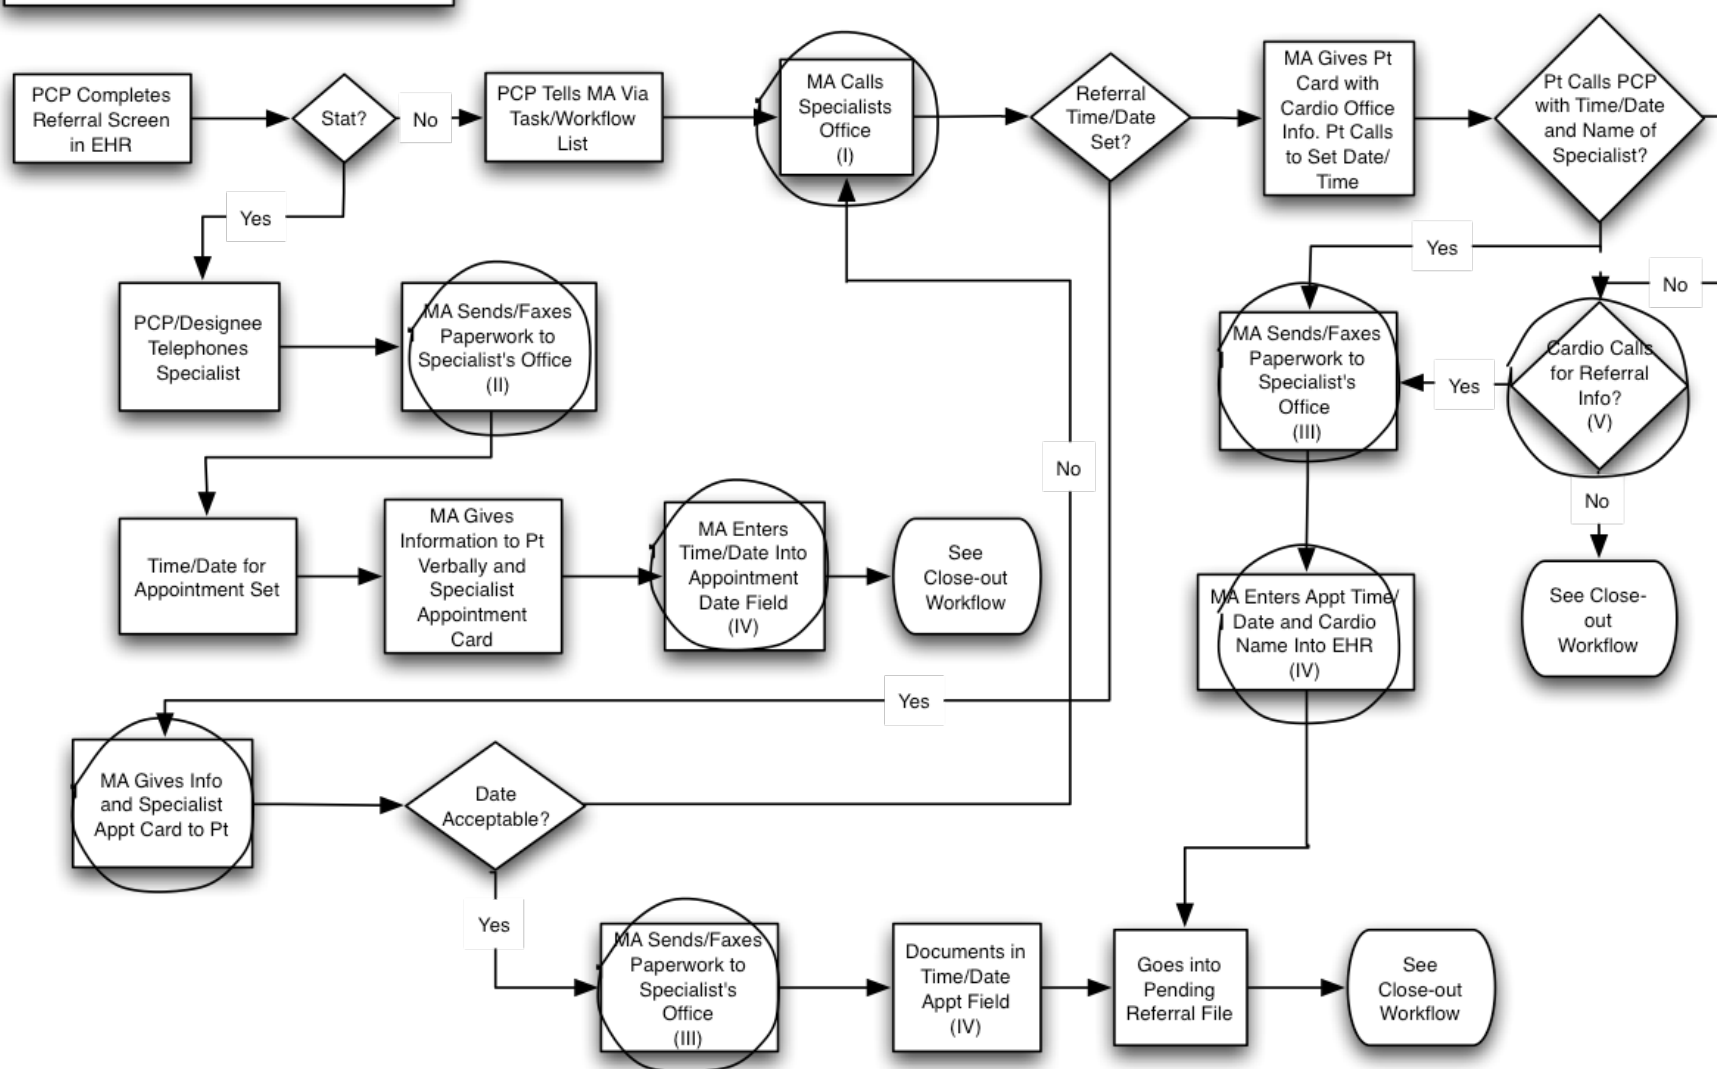 PCP Completes
Referral Screen
in EHR
Stat?
No
PCP Tells MA Via
Task/Workflow
List
MA Calls
Specialists
Office
(I)
Referral
Time/Date
Set?
MA Gives Pt
Card with
Cardio Office
Info. Pt Calls
to Set Date/
Time
Pt Calls PCP
with Time/Date
and Name of
Specialist?
Yes
Yes
No
PCP/Designee
Telephones
Specialist
MA Sends/Faxes
Paperwork to
Specialist's Office
(II)
MA Sends/Faxes
Paperwork to
Specialist's
Office
(III)
Yes
Cardio Calls
for Referral
Info?
(V)
No
No
Time/Date for
Appointment Set
MA Gives
Information to Pt
Verbally and
Specialist
Appointment
Card
MA Enters
Time/Date Into
Appointment
Date Field
(IV)
See
Close-out
Workflow
MA Enters Appt Time/
Date and Cardio
Name Into EHR
(IV)
See Close-
out
Workflow
Yes
MA Gives Info
and Specialist
Appt Card to Pt
Date
Acceptable?
Yes
MA Sends/Faxes
Paperwork to
Specialist's
Office
(III)
Documents in
Time/Date
Appt Field
(IV)
Goes into
Pending
Referral File
See
Close-out
Workflow